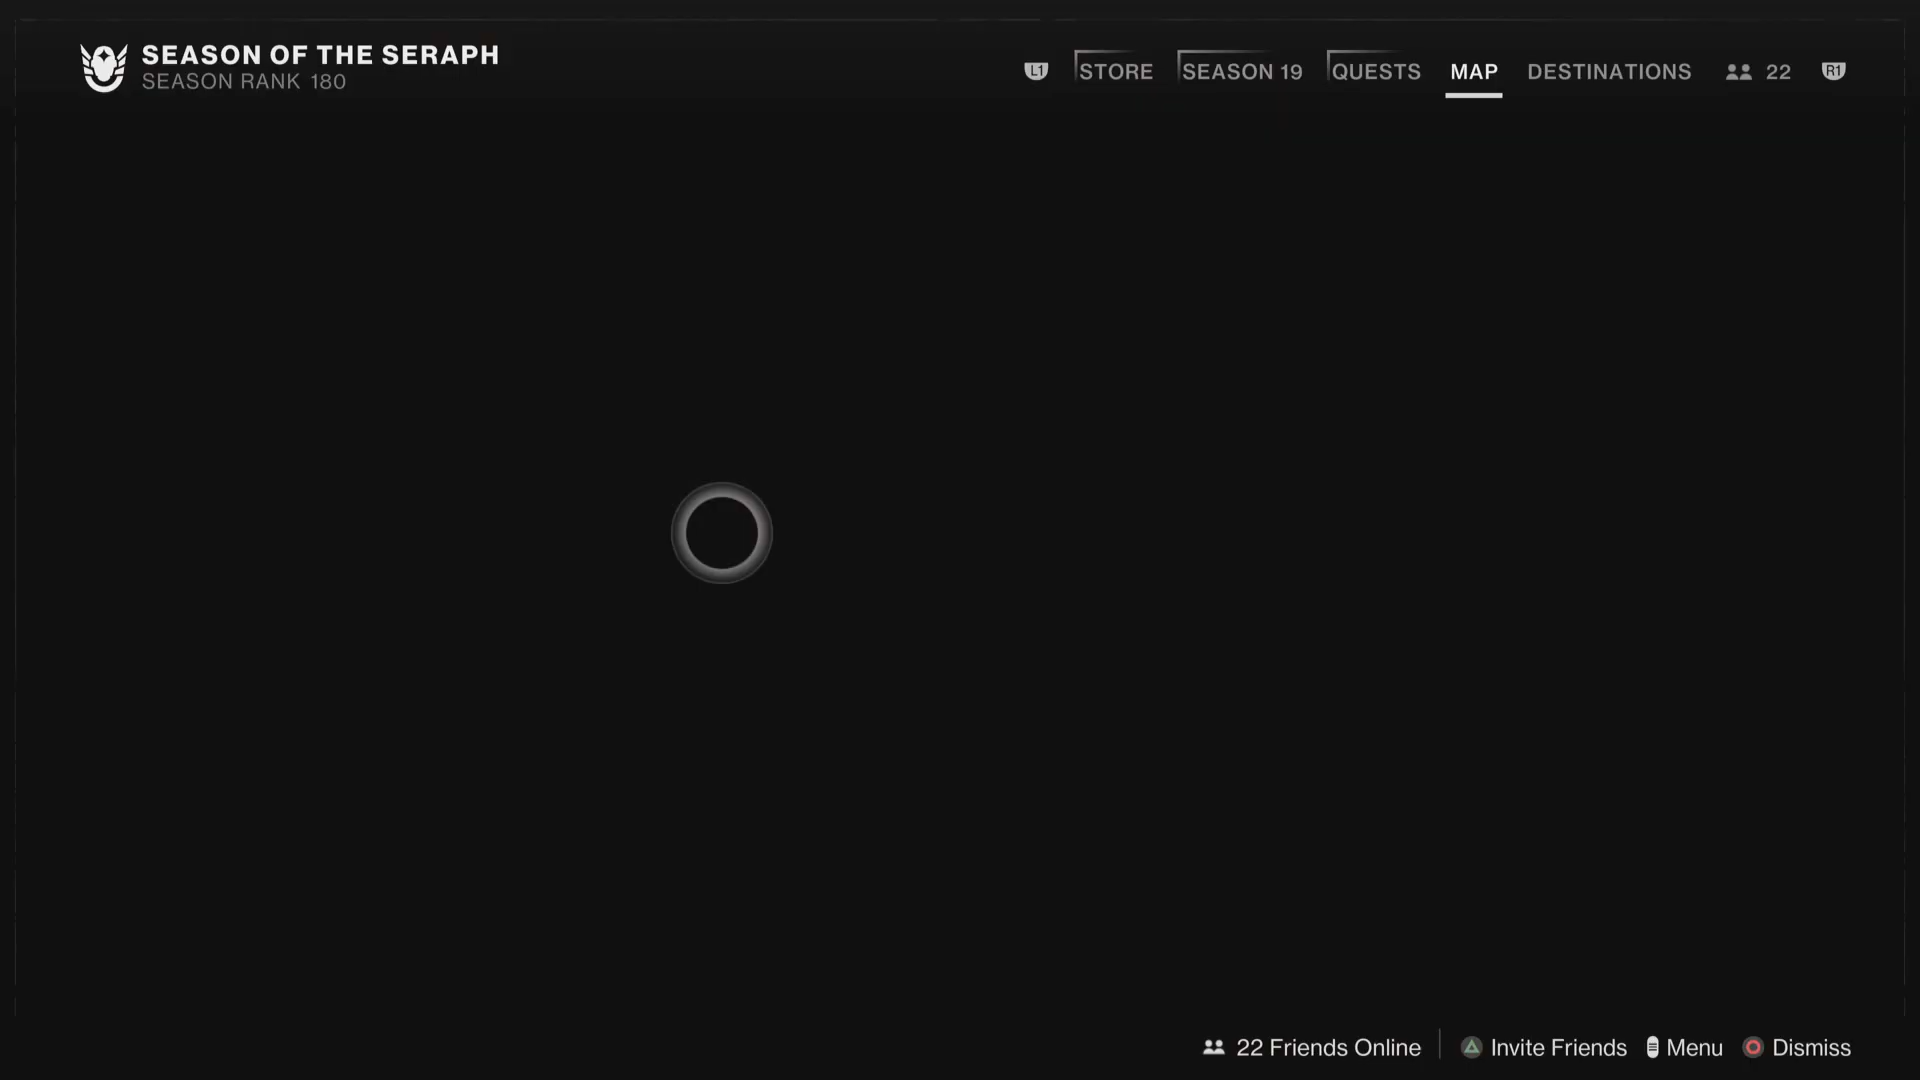 SEASON OF THE SERAPH
SEASON RANK 180
L1 STORE SEASON 19 QUESTS MAP DESTINATIONS 22 R1
22 Friends Online Invite Friends Menu Dismiss